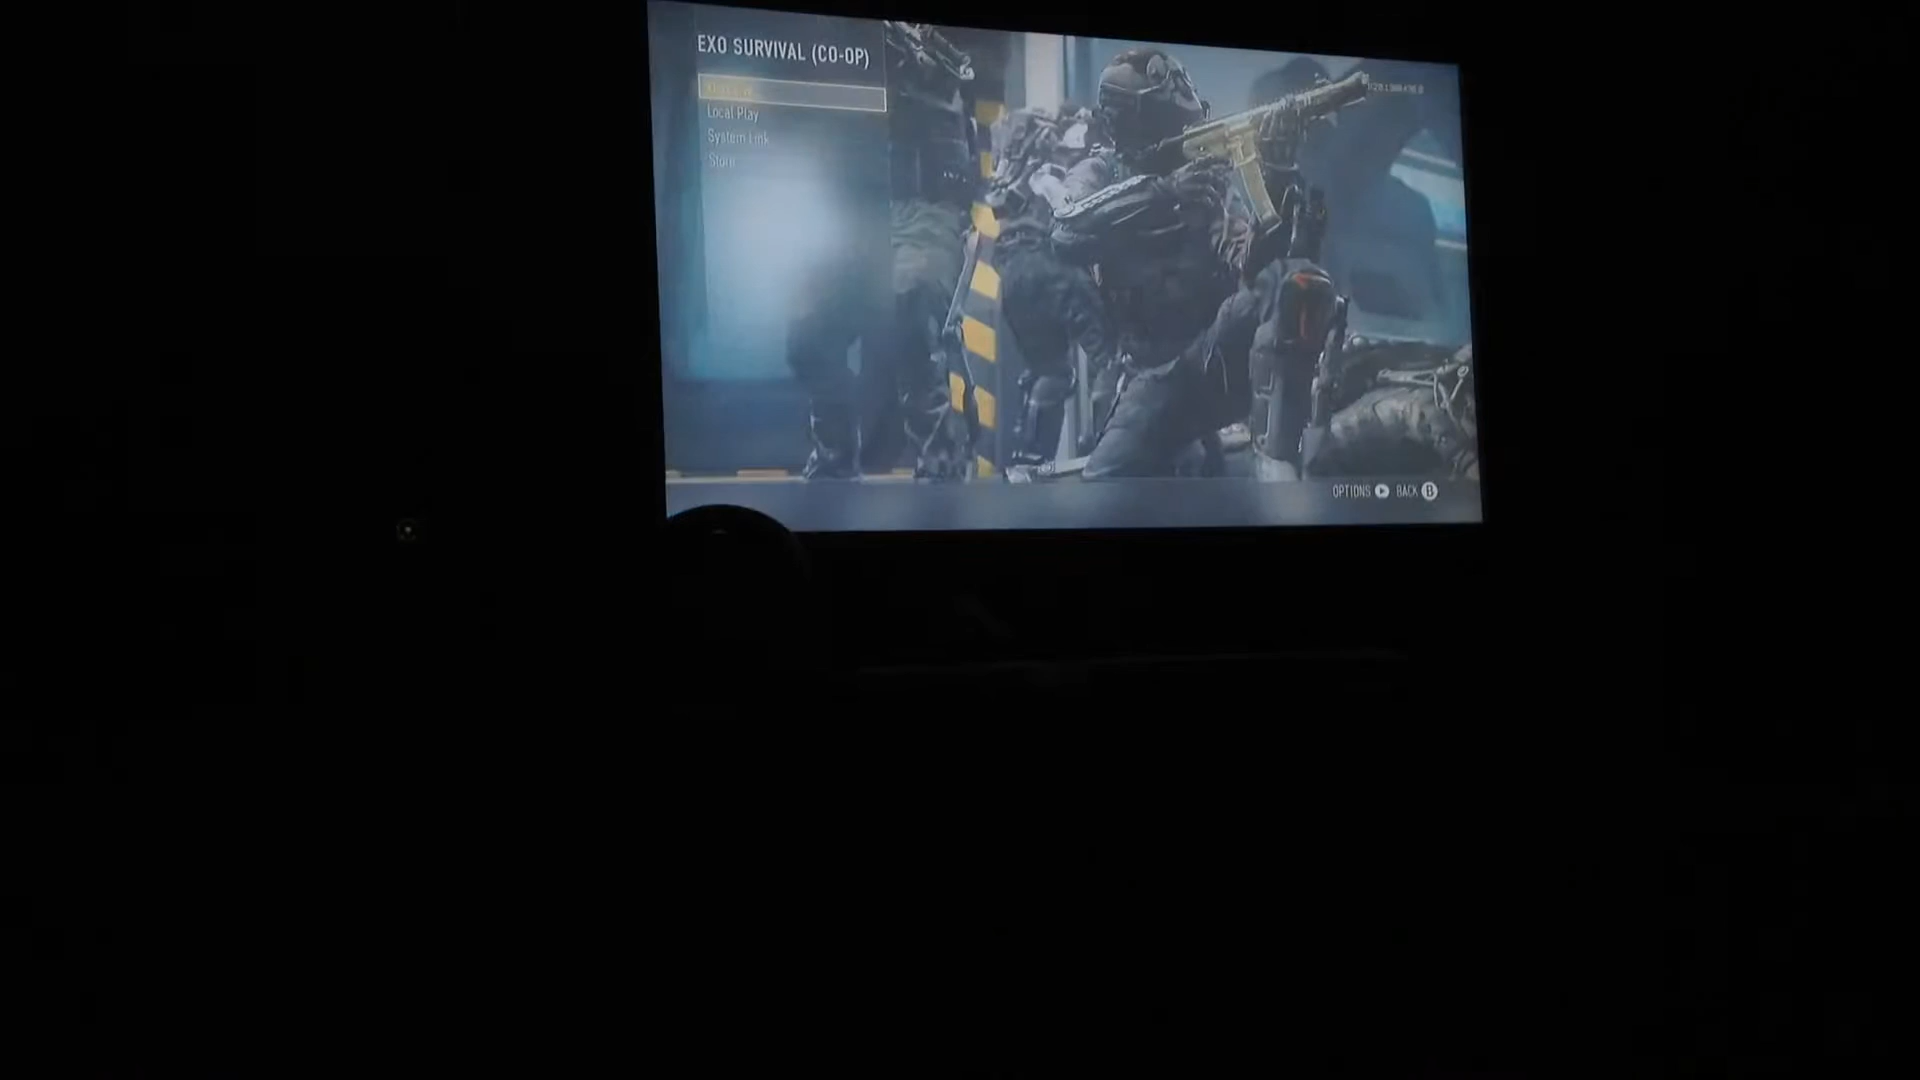 EXO SURVIVAL (CO-OP)
Local Play
System Link
Store
OPTIONS BACK B